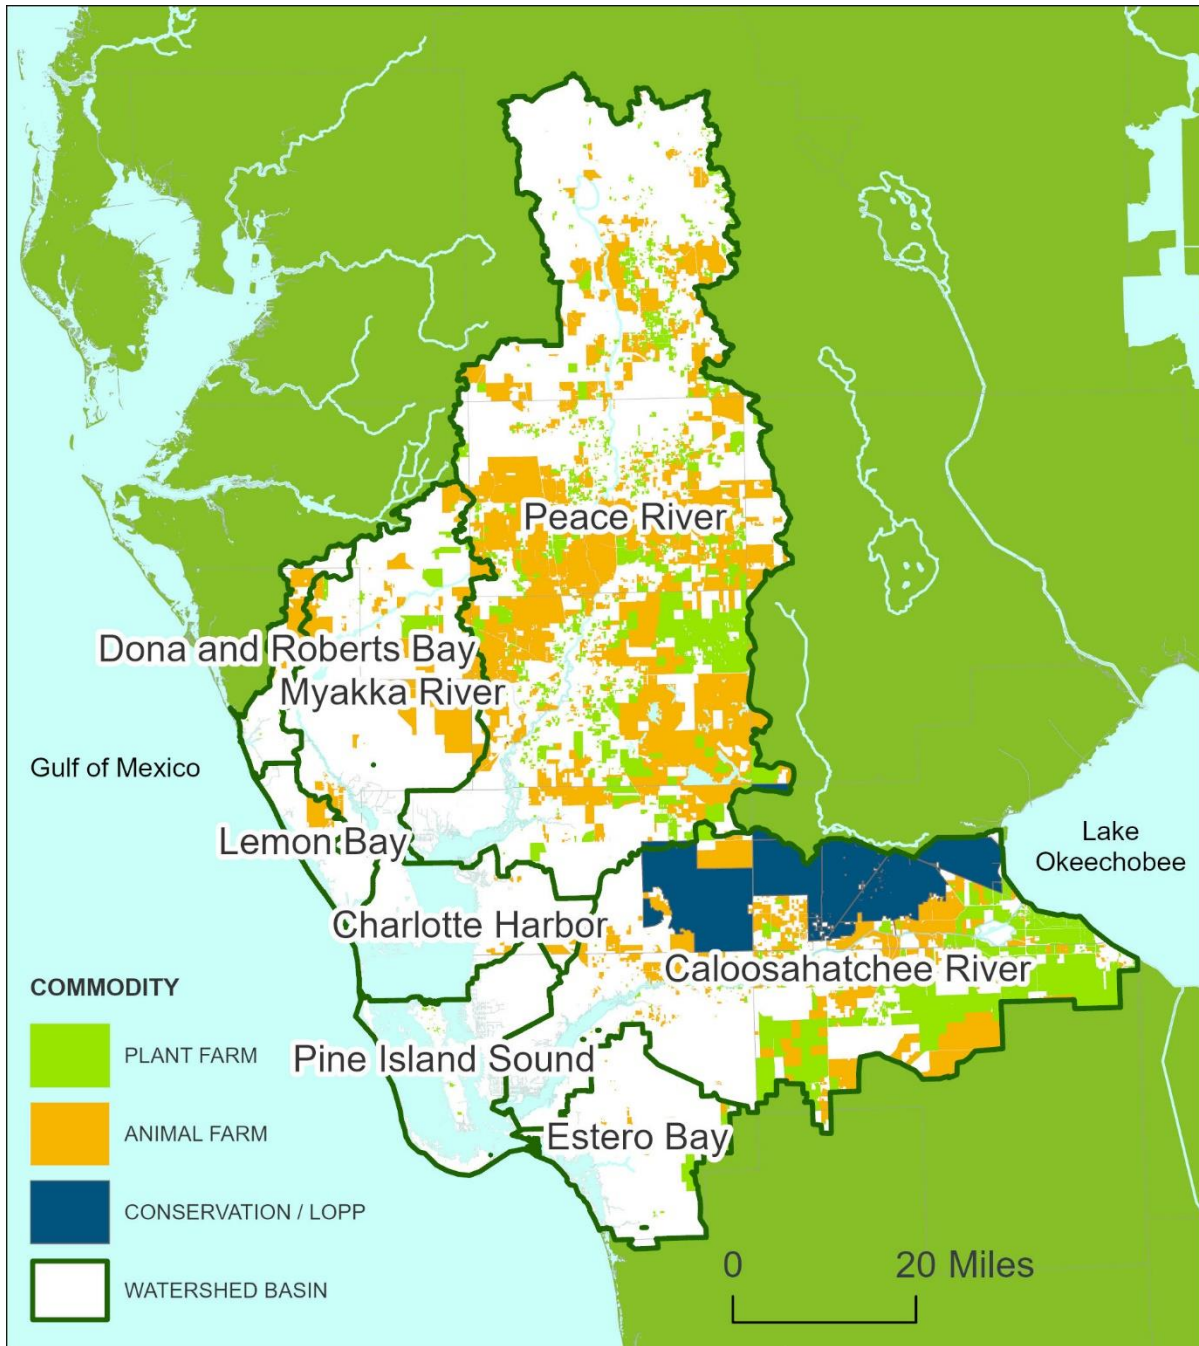 Peace River
Dona and Roberts Bay
Myakka River
Gulf of Mexico
Lemon Bay
Lake
Okeechobee
Charlotte Harbor
Caloosahatchee River
Pine Island Sound
Estero Bay
COMMODITY
PLANT FARM
ANIMAL FARM
CONSERVATION / LOPP
WATERSHED BASIN
0 20 Miles